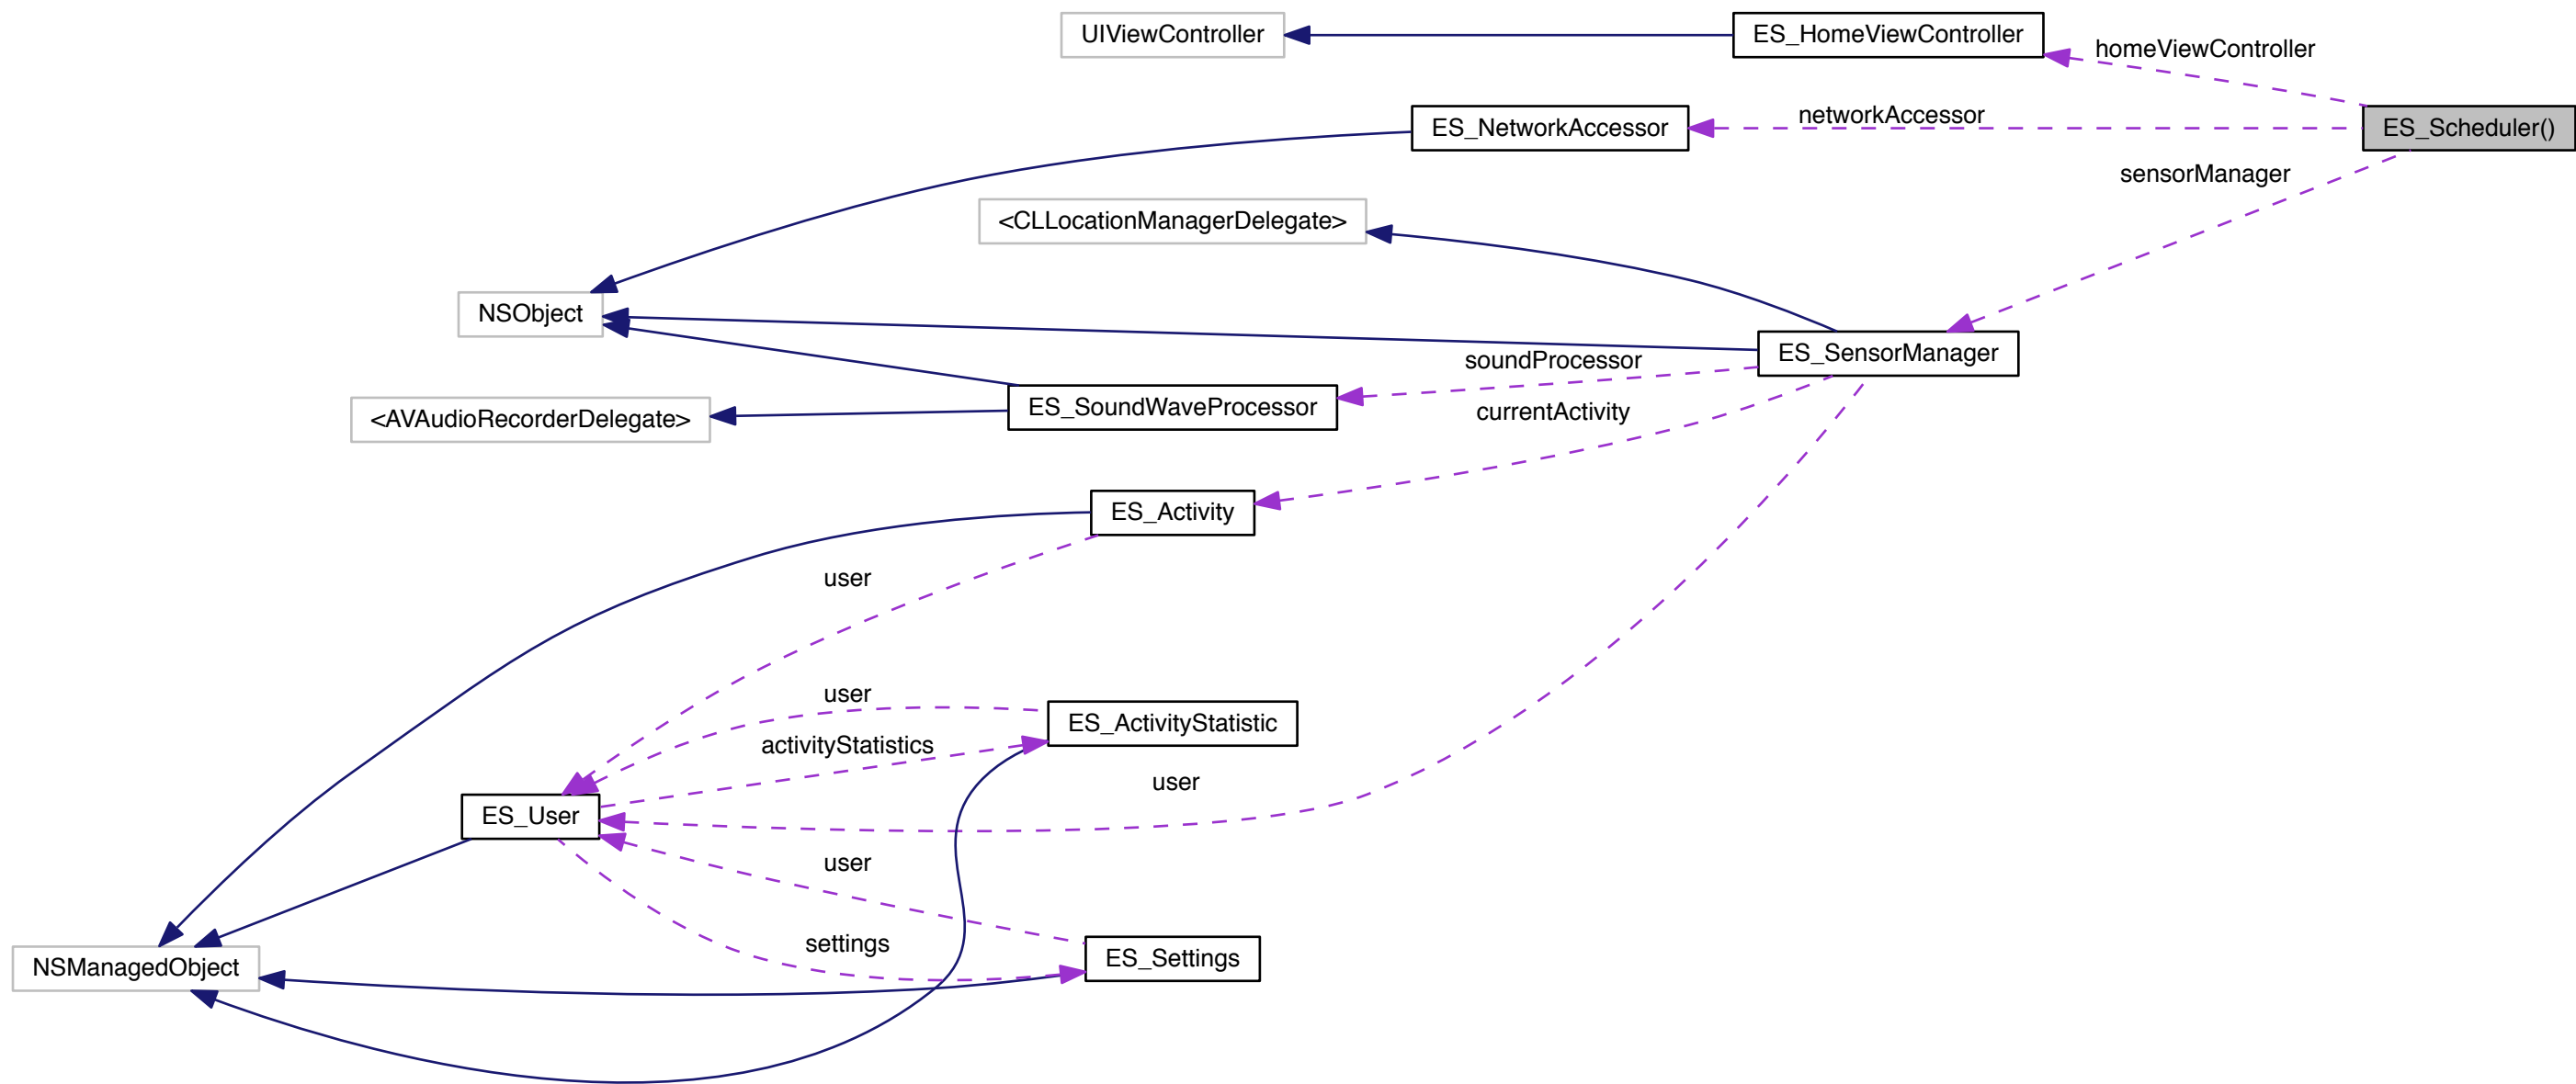 UIViewController
ES_HomeViewController
homeViewController
ES_NetworkAccessor
networkAccessor
ES_Scheduler()
sensorManager
<CLLocationManagerDelegate>
NSObject
ES_SensorManager
soundProcessor
<AVAudioRecorderDelegate>
ES_SoundWaveProcessor
currentActivity
ES_Activity
user
user
ES_ActivityStatistic
activityStatistics
user
ES_User
user
settings
ES_Settings
NSManagedObject